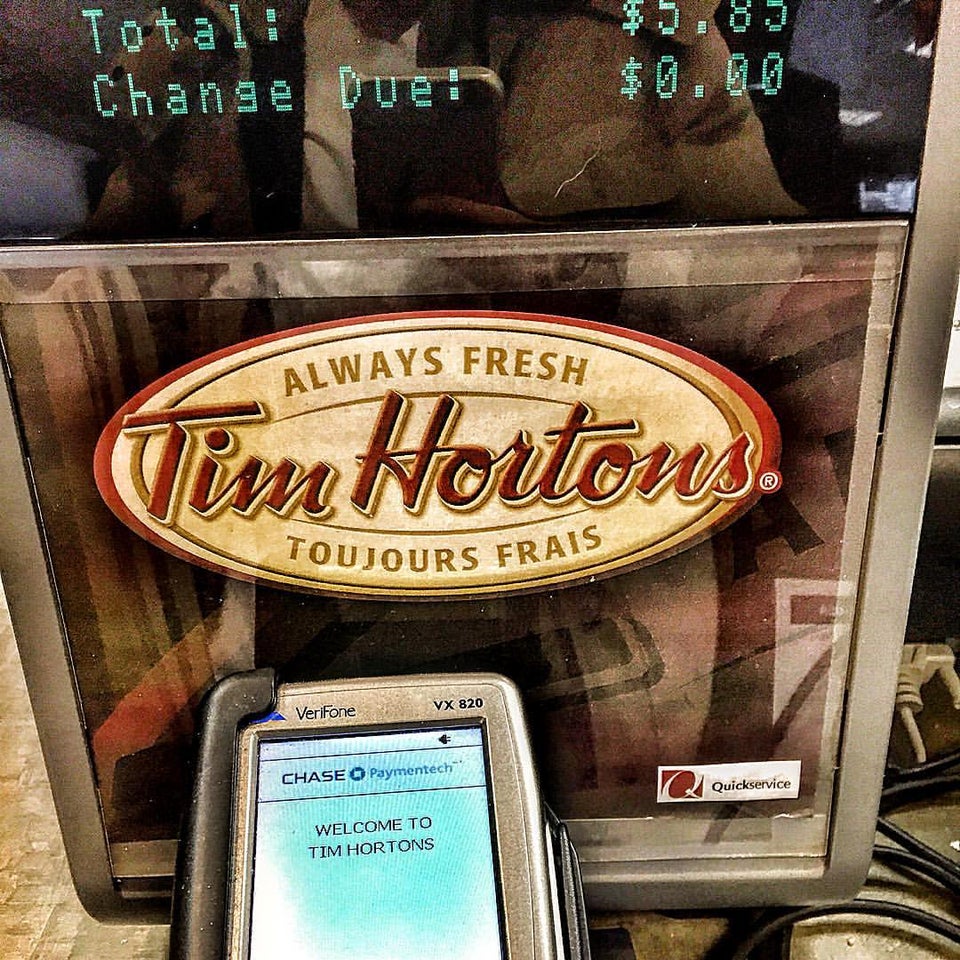 Total: $5.85
Change Due: $0.00
ALWAYS FRESH
Tim Hortons®
TOUJOURS FRAIS
VeriFone VX 820
CHASE Paymentech™
WELCOME TO
TIM HORTONS
Q Quickservice